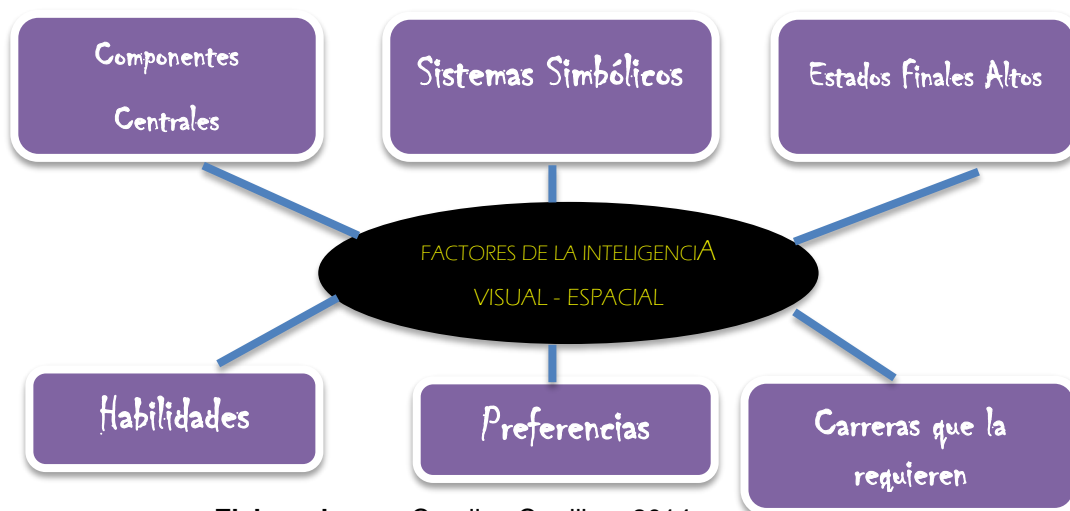 Componentes
Centrales
Sistemas Simbólicos
Estados Finales Altos
FACTORES DE LA INTELIGENCIA
VISUAL - ESPACIAL
Habilidades
Preferencias
Carreras que la
requieren